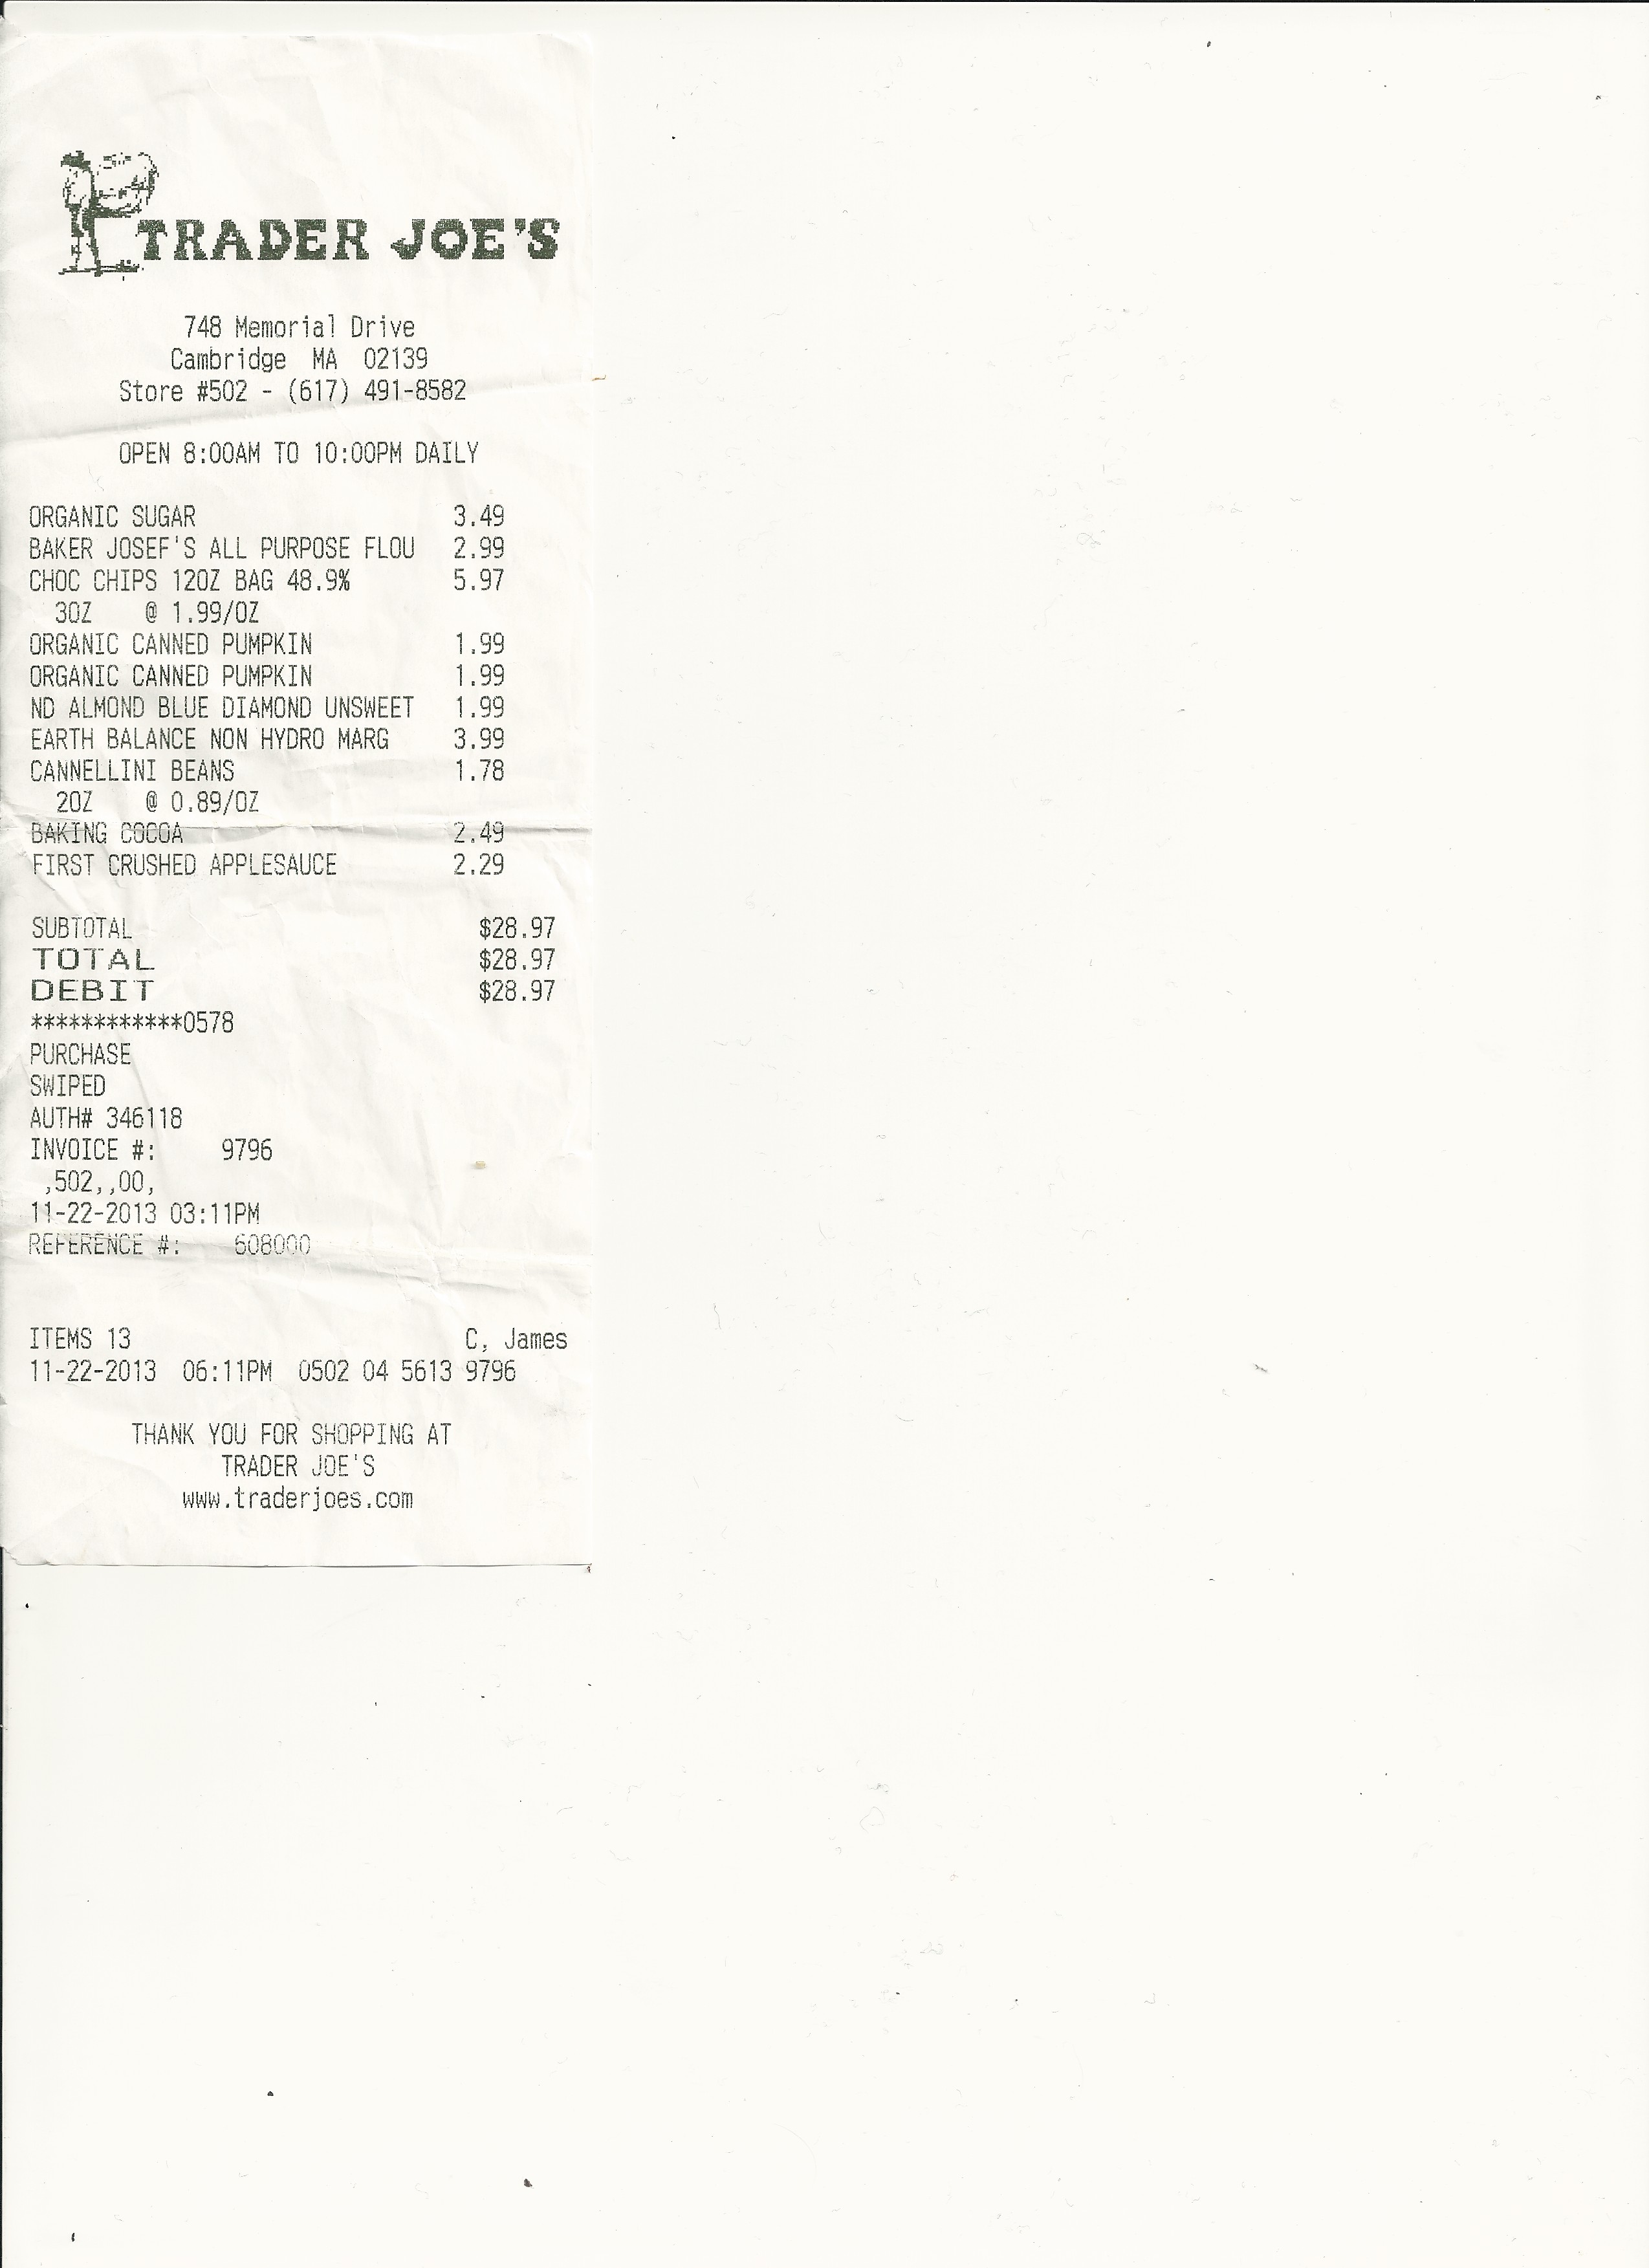 TRADER JOE'S
748 Memorial Drive
Cambridge MA 02139
Store #502 - (617) 491-8582
OPEN 8:00AM TO 10:00PM DAILY
ORGANIC SUGAR 3.49
BAKER JOSEF'S ALL PURPOSE FLOU 2.99
CHOC CHIPS 12OZ BAG 48.9% 5.97
3OZ @ 1.99/OZ
ORGANIC CANNED PUMPKIN 1.99
ORGANIC CANNED PUMPKIN 1.99
ND ALMOND BLUE DIAMOND UNSWEET 1.99
EARTH BALANCE NON HYDRO MARG 3.99
CANNELLINI BEANS 1.78
2OZ @ 0.89/OZ
BAKING COCOA 2.49
FIRST CRUSHED APPLESAUCE 2.29
SUBTOTAL $28.97
TOTAL $28.97
DEBIT $28.97
************0578
PURCHASE
SWIPED
AUTH# 346118
INVOICE #: 9796
,502,,00,
11-22-2013 03:11PM
REFERENCE #: 608000
ITEMS 13 C, James
11-22-2013 06:11PM 0502 04 5613 9796
THANK YOU FOR SHOPPING AT
TRADER JOE'S
www.traderjoes.com